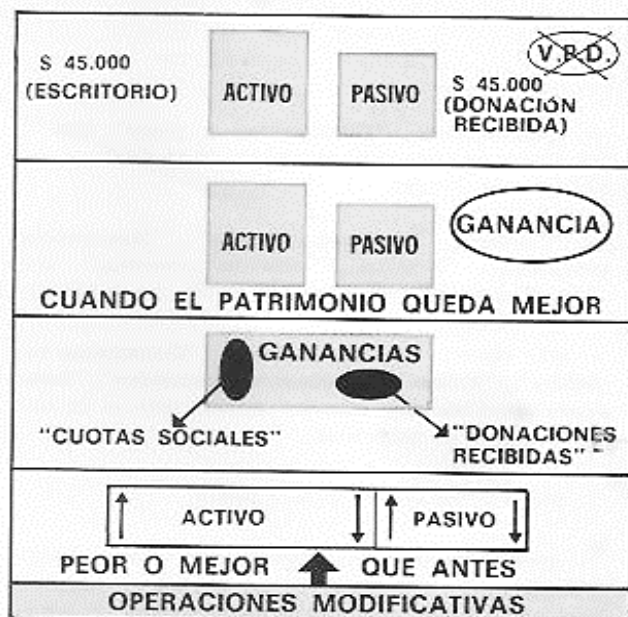 $ 45.000
(ESCRITORIO)
ACTIVO
PASIVO
V.P.D.
$ 45.000
(DONACIÓN
RECIBIDA)
ACTIVO
PASIVO
GANANCIA
CUANDO EL PATRIMONIO QUEDA MEJOR
GANANCIAS
"CUOTAS SOCIALES"
"DONACIONES
RECIBIDAS"
ACTIVO
PASIVO
PEOR O MEJOR QUE ANTES
OPERACIONES MODIFICATIVAS